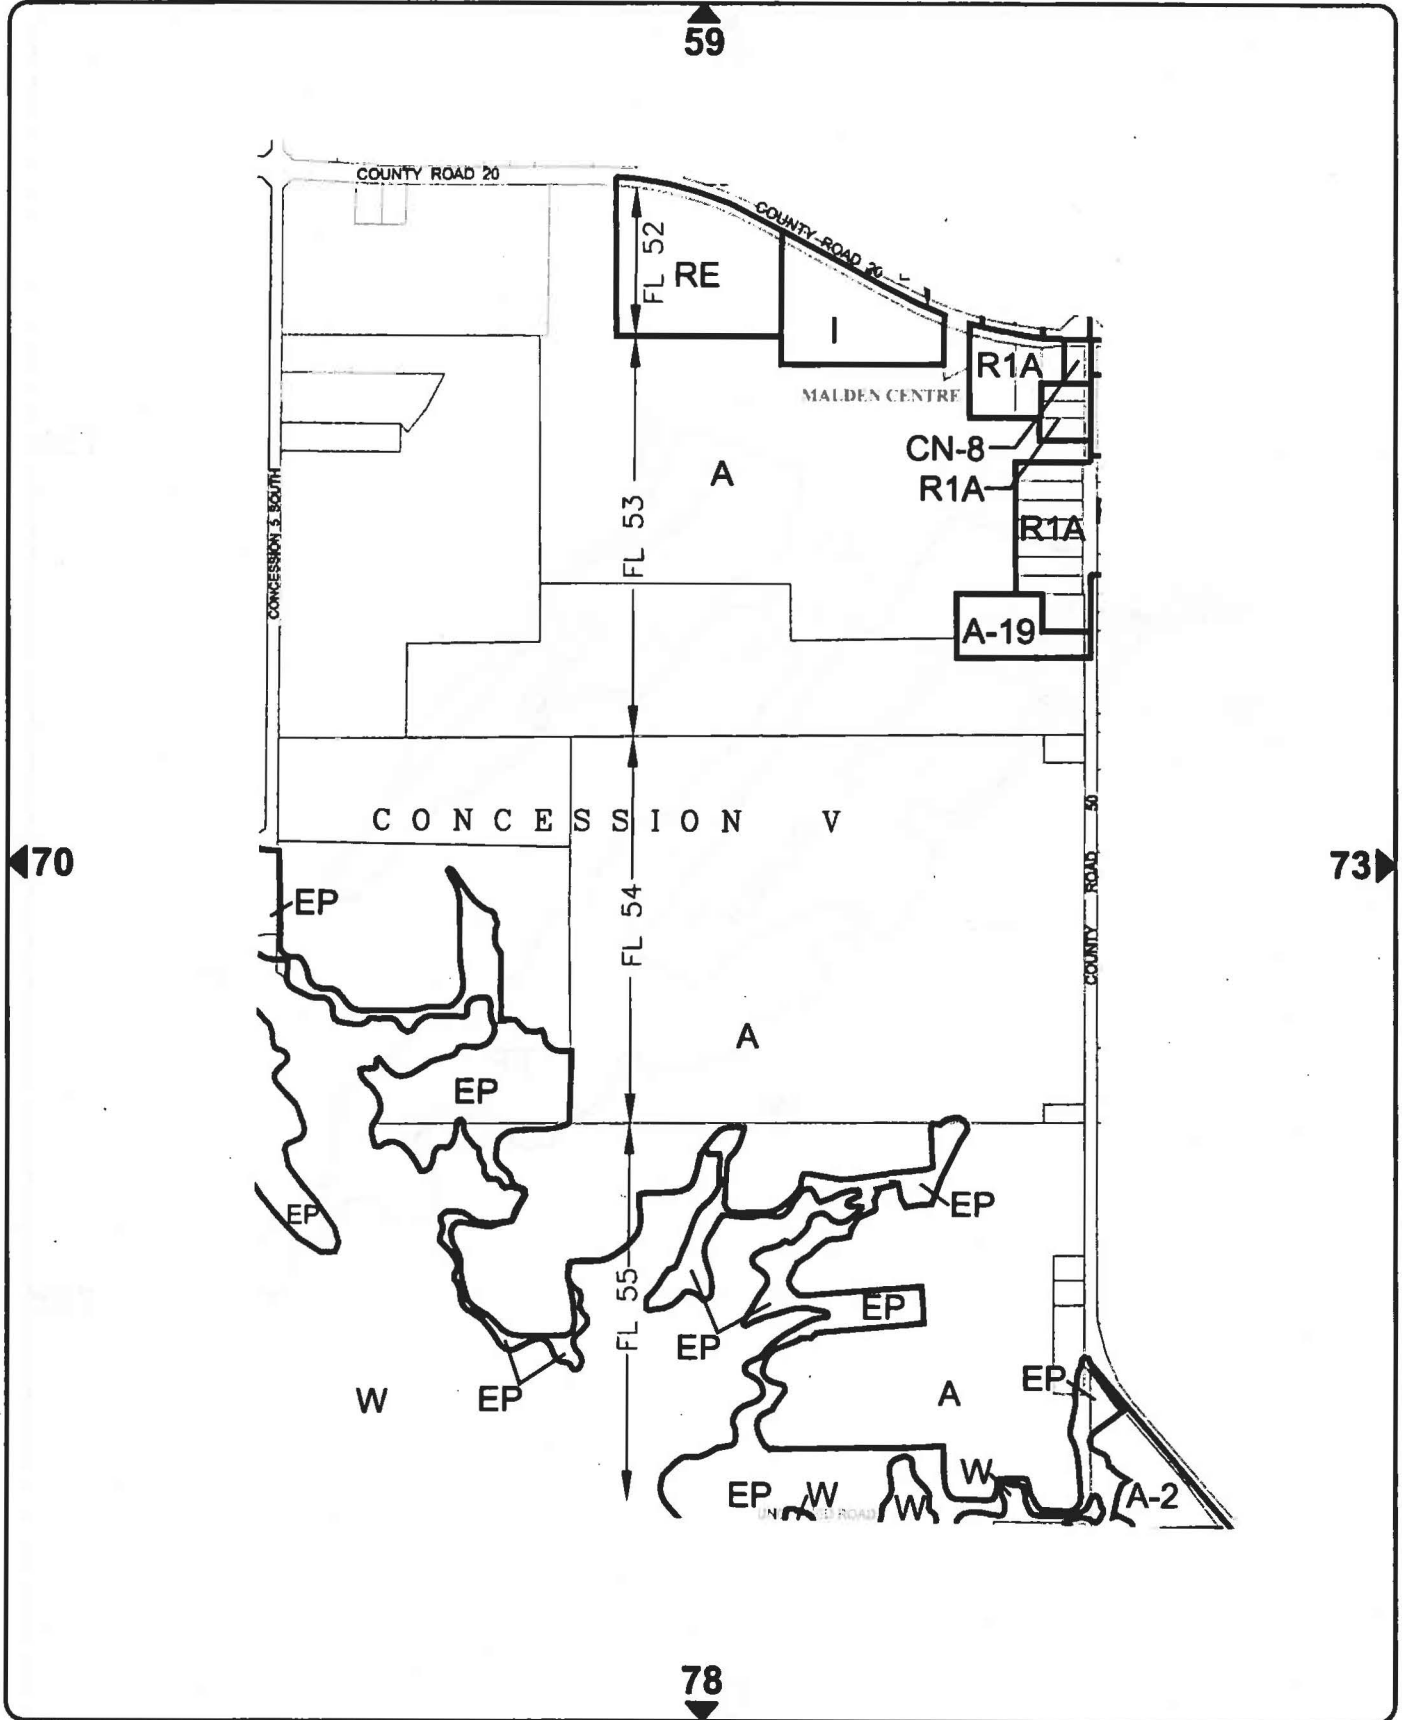 59
COUNTY ROAD 20
COUNTY ROAD 20
FL 52
RE
I
R1A
MALDEN CENTRE
CN-8
A
R1A
CONCESSION 5 SOUTH
FL 53
R1A
A-19
CONCESSION V
COUNTY ROAD 50
70
73
EP
FL 54
A
EP
EP
EP
FL 55
EP
EP
EP
EP
W
A
EP
W
EP
W
W
A-2
ROAD
78